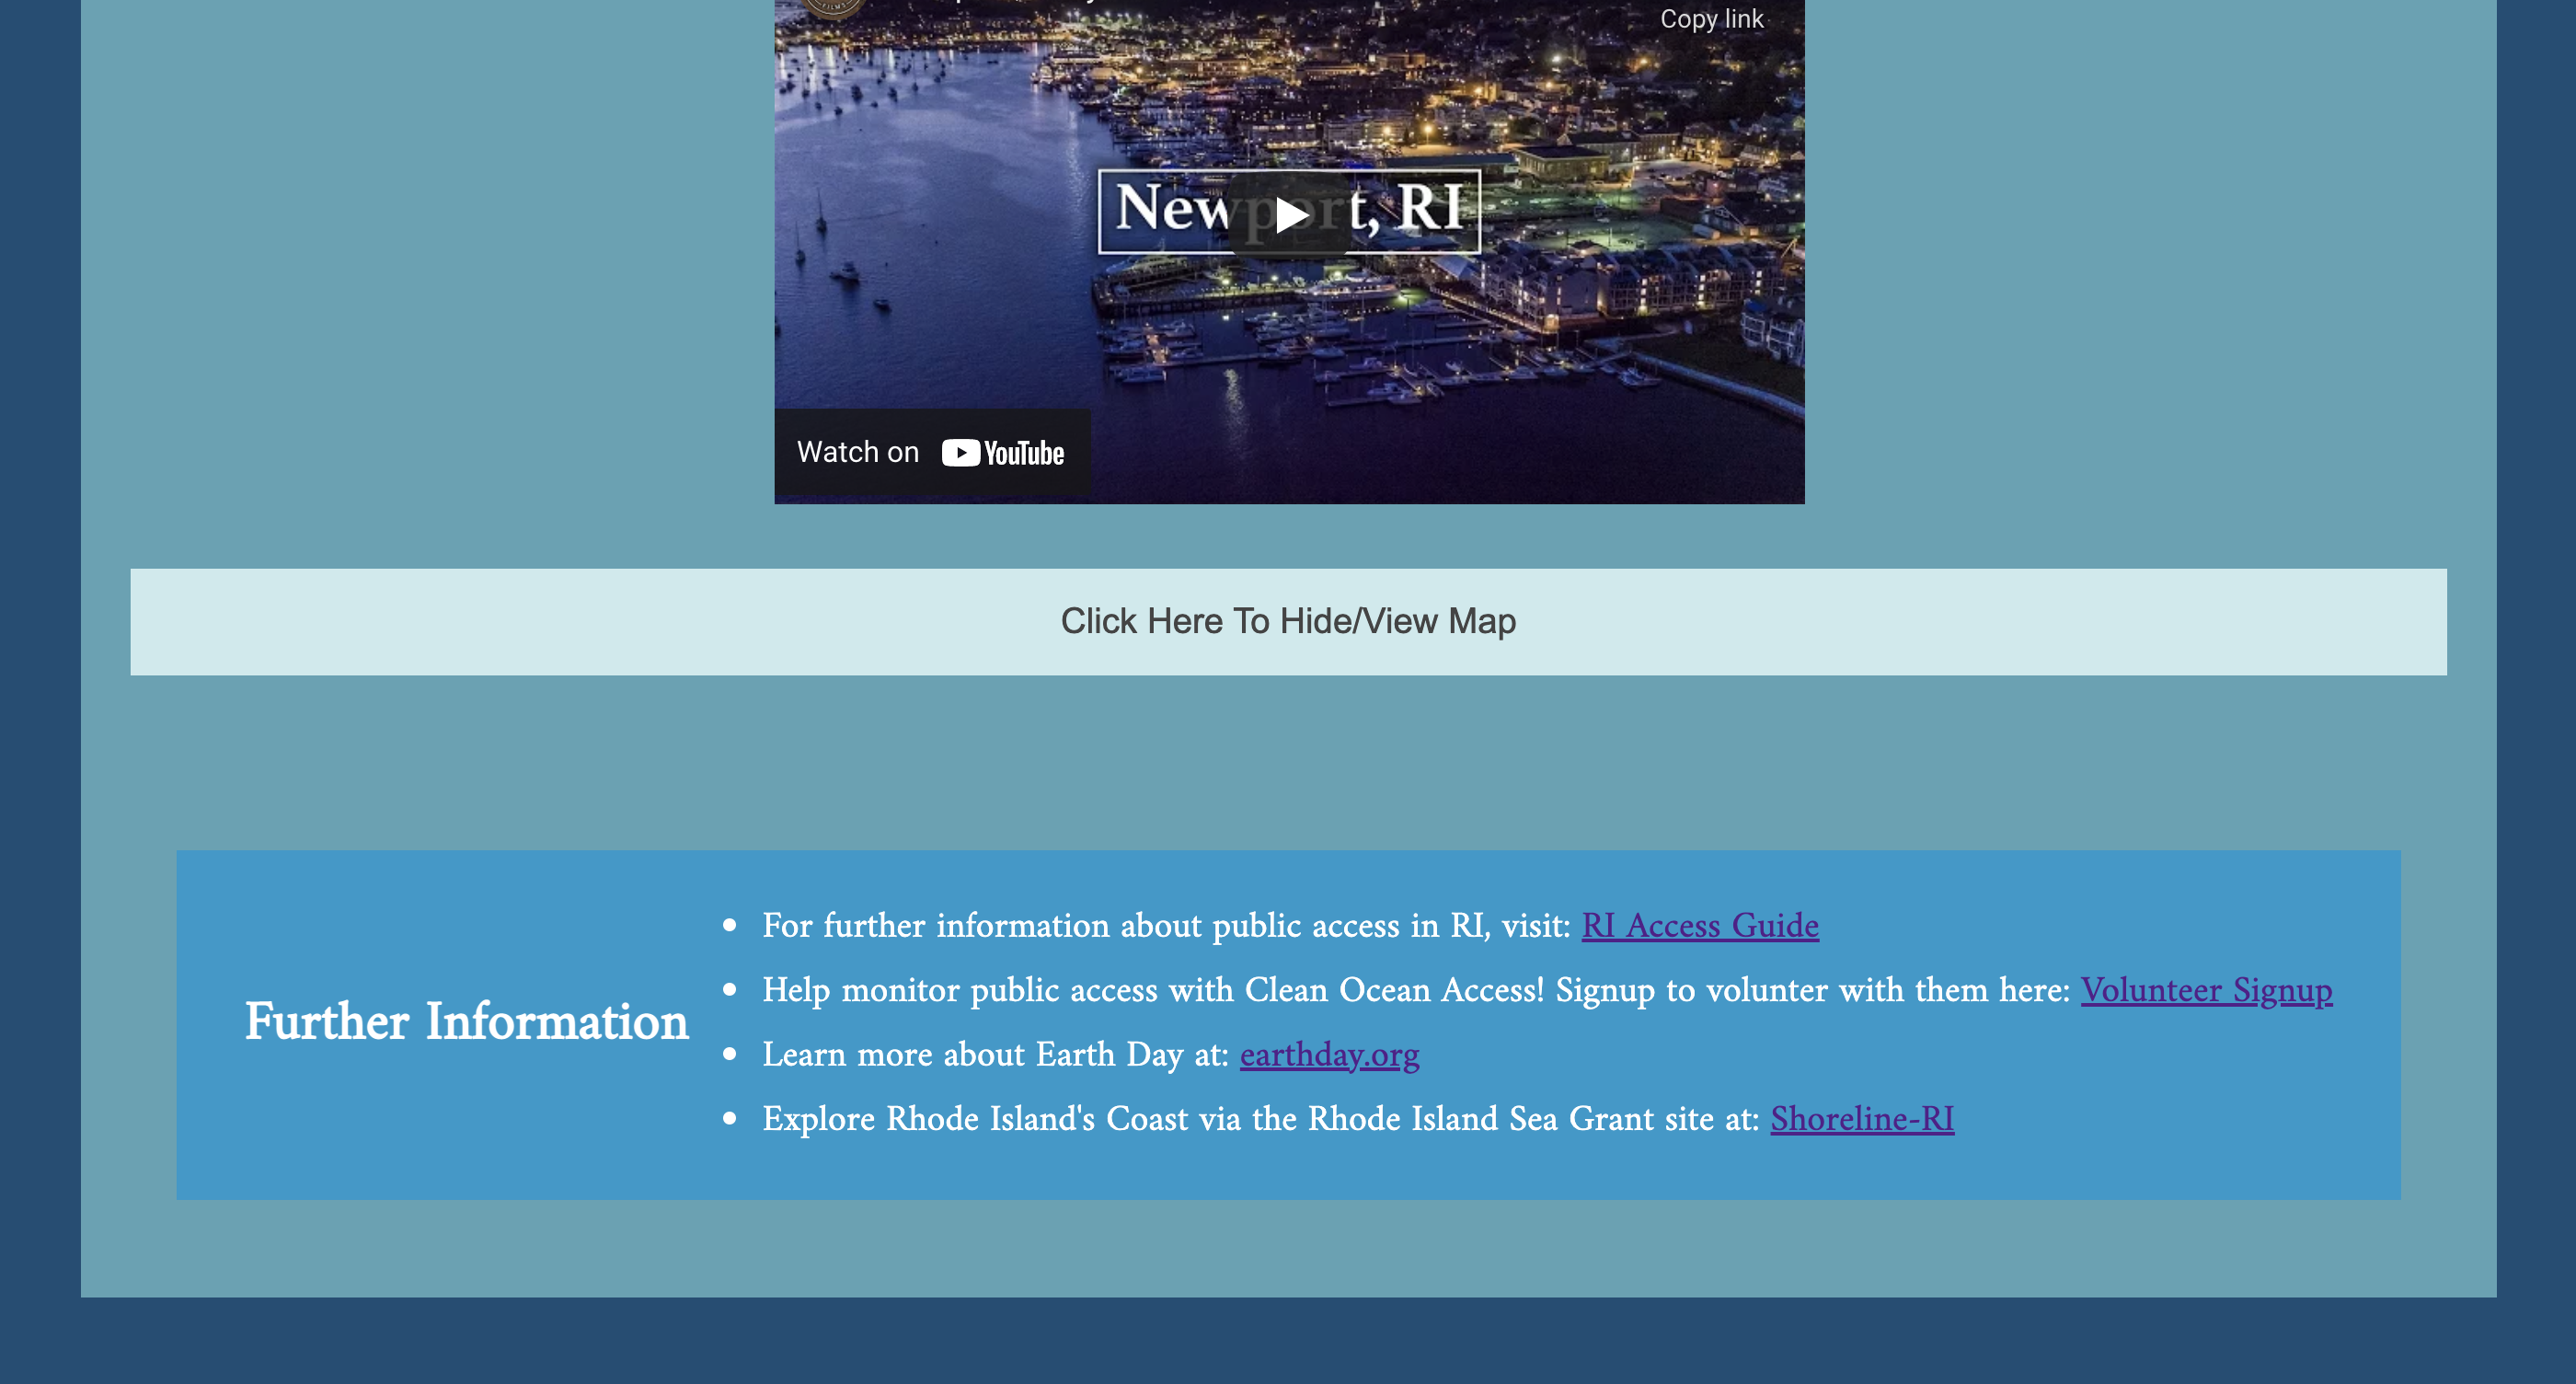 Copy link
Newport, RI
Watch on YouTube
Click Here To Hide/View Map
Further Information
For further information about public access in RI, visit: RI Access Guide
Help monitor public access with Clean Ocean Access! Signup to volunter with them here: Volunteer Signup
Learn more about Earth Day at: earthday.org
Explore Rhode Island's Coast via the Rhode Island Sea Grant site at: Shoreline-RI